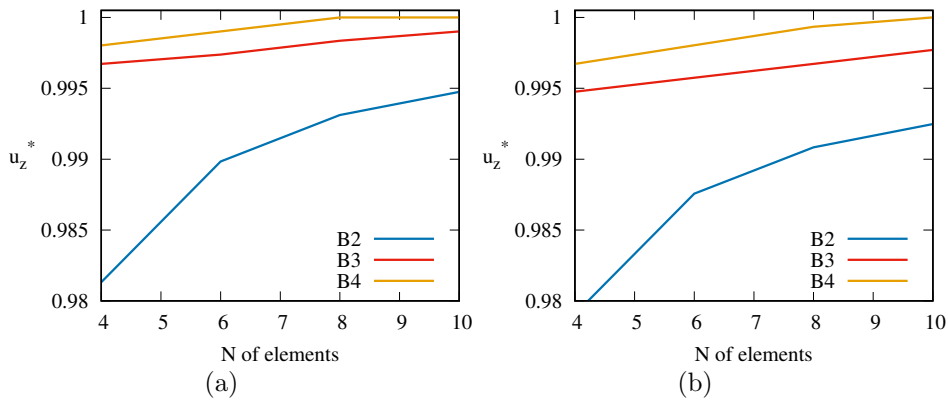 1
0.995
0.99
0.985
0.98
u_z*
B2
B3
B4
4 5 6 7 8 9 10
N of elements
(a)
1
0.995
0.99
0.985
0.98
u_z*
B2
B3
B4
4 5 6 7 8 9 10
N of elements
(b)